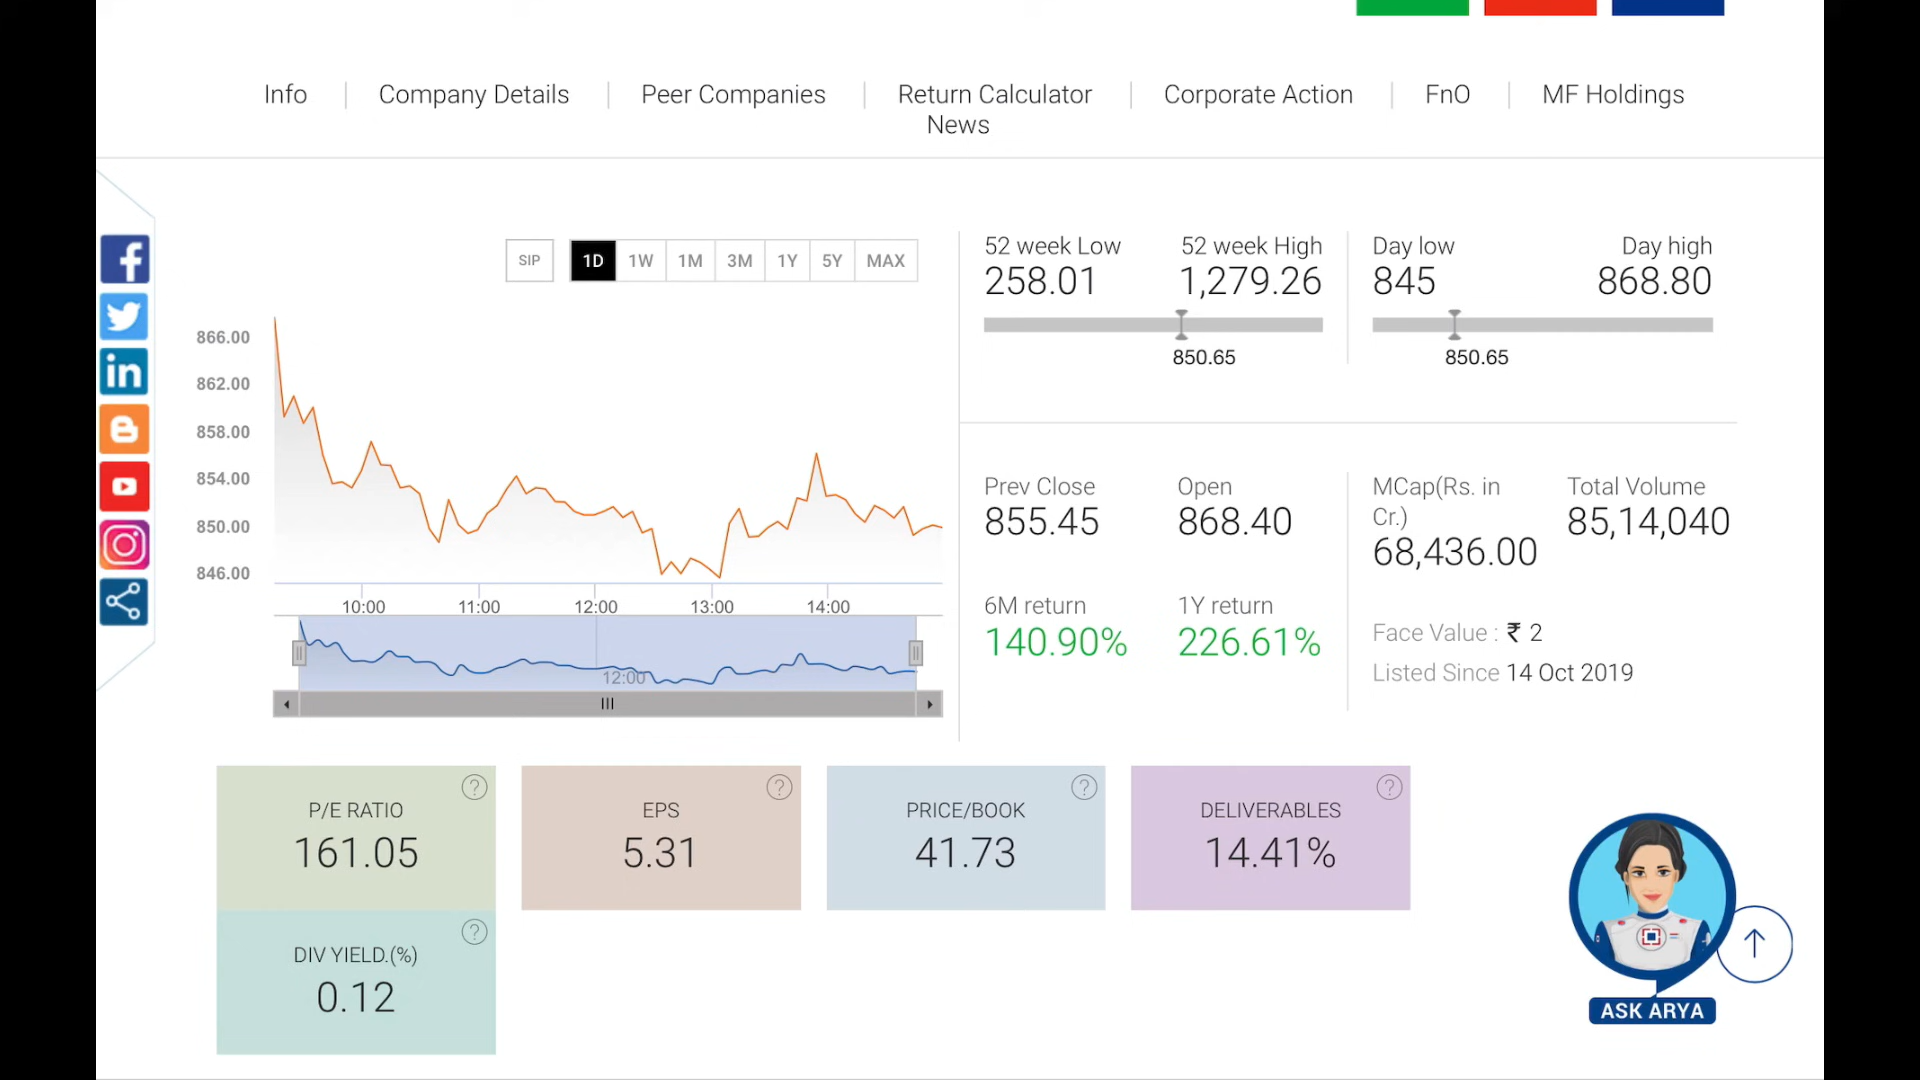 Info
Company Details
Peer Companies
Return Calculator
Corporate Action
FnO
MF Holdings
News
SIP
1D
1W
1M
3M
1Y
5Y
MAX
866.00
862.00
858.00
854.00
850.00
846.00
10:00
11:00
12:00
13:00
14:00
12:00
52 week Low
258.01
52 week High
1,279.26
850.65
Day low
845
Day high
868.80
850.65
Prev Close
855.45
Open
868.40
MCap(Rs. in
Cr.)
68,436.00
Total Volume
85,14,040
6M return
140.90%
1Y return
226.61%
Face Value : ₹ 2
Listed Since 14 Oct 2019
P/E RATIO
161.05
?
EPS
5.31
?
PRICE/BOOK
41.73
?
DELIVERABLES
14.41%
?
DIV YIELD.(%)
0.12
?
ASK ARYA